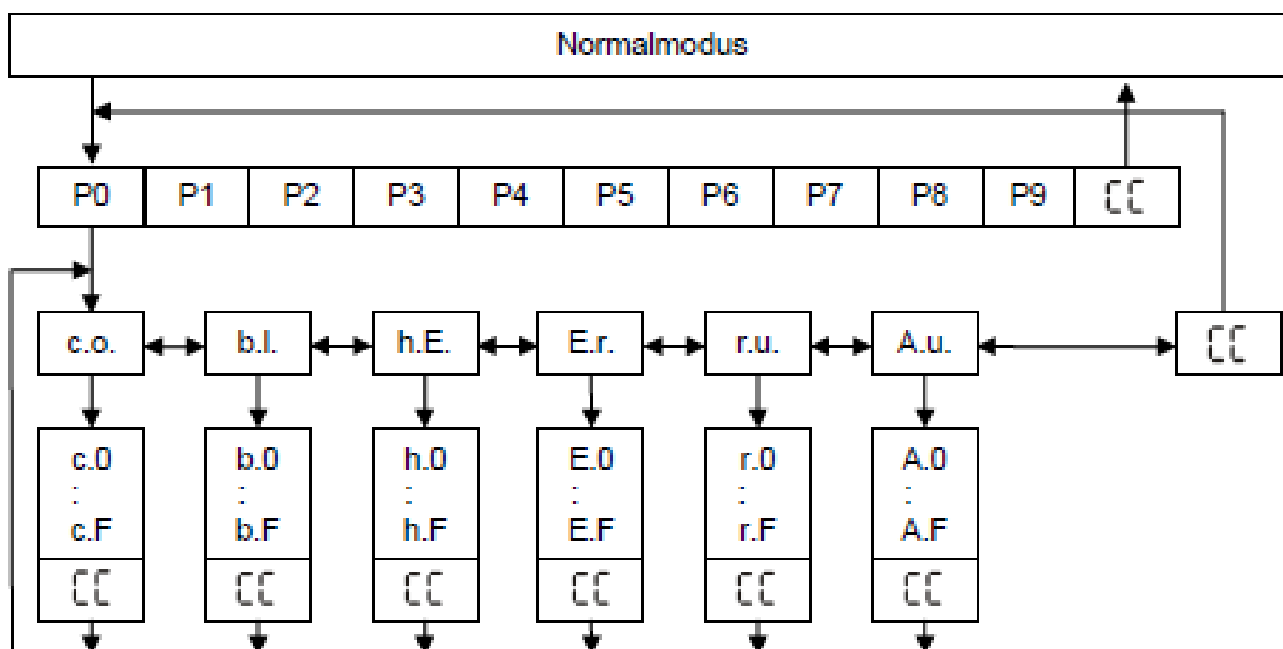 Normalmodus
P0 P1 P2 P3 P4 P5 P6 P7 P8 P9 CC
c.o. b.l. h.E. E.r. r.u. A.u. CC
c.0 b.0 h.0 E.0 r.0 A.0
: : : : : :
c.F b.F h.F E.F r.F A.F
CC CC CC CC CC CC